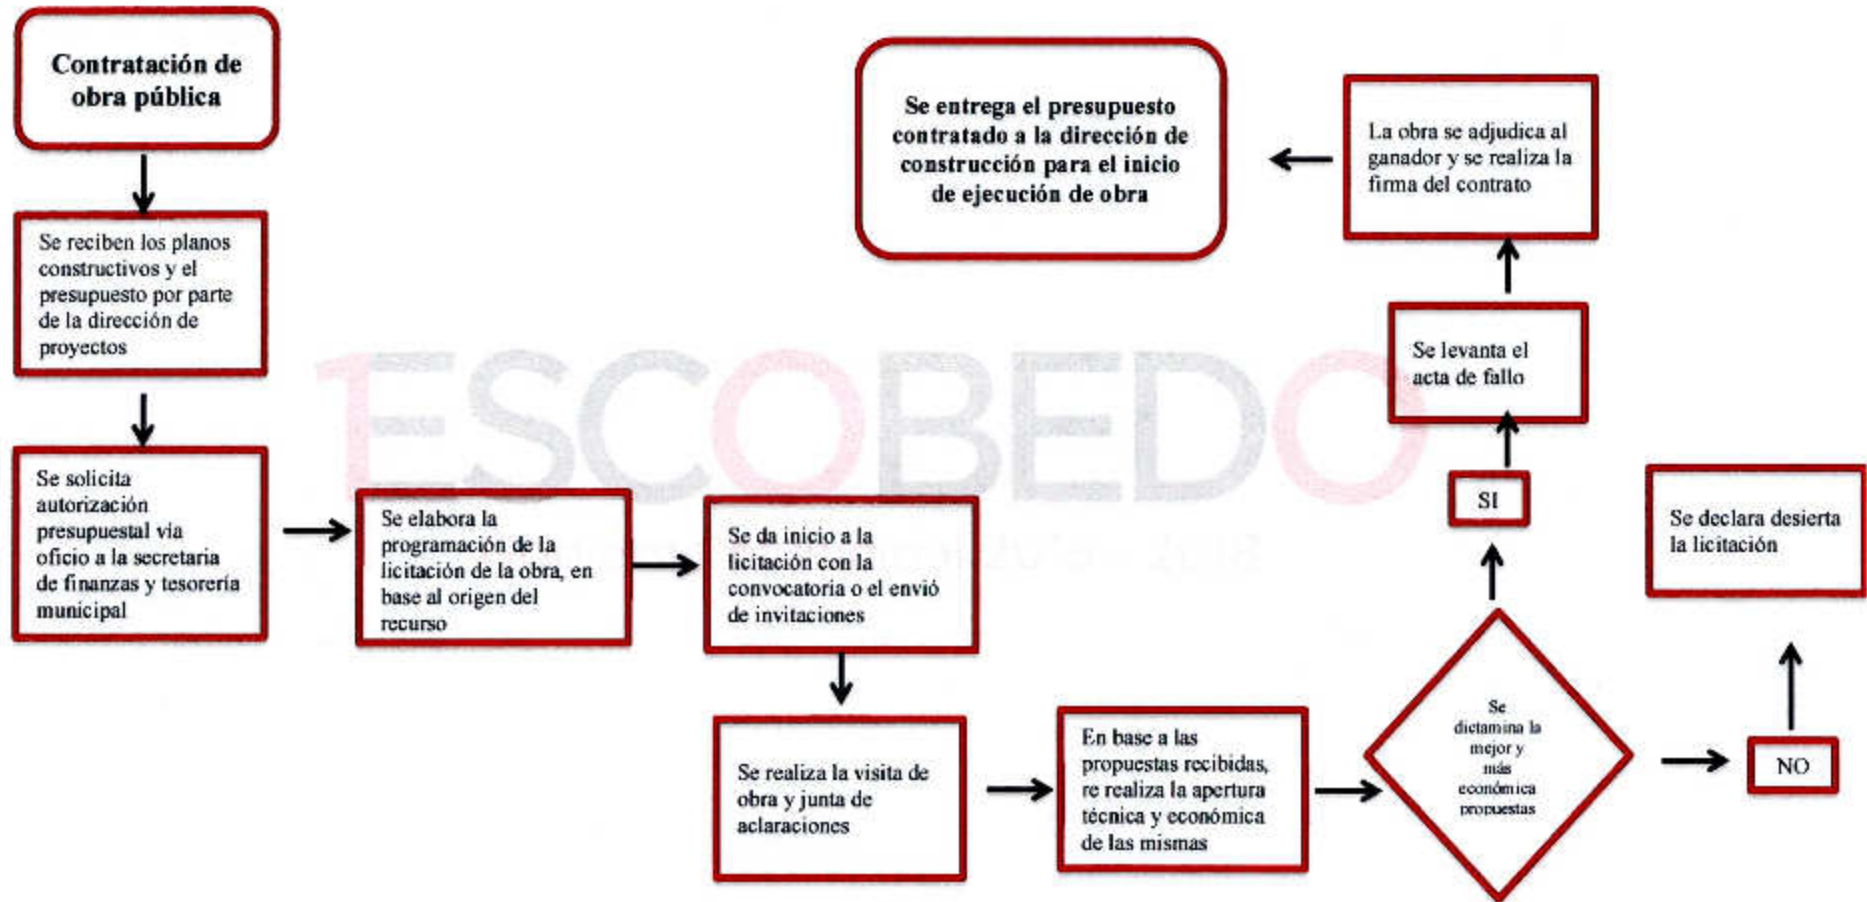 Contratación de
obra pública
Se reciben los planos
constructivos y el
presupuesto por parte
de la dirección de
proyectos
Se solicita
autorización
presupuestal vía
oficio a la secretaria
de finanzas y tesorería
municipal
Se elabora la
programación de la
licitación de la obra, en
base al origen del
recurso
Se da inicio a la
licitación con la
convocatoria o el envió
de invitaciones
Se realiza la visita de
obra y junta de
aclaraciones
En base a las
propuestas recibidas,
re realiza la apertura
técnica y económica
de las mismas
Se
dictamina la
mejor y
más
económica
propuestas
SI
Se levanta el
acta de fallo
La obra se adjudica al
ganador y se realiza la
firma del contrato
Se entrega el presupuesto
contratado a la dirección de
construcción para el inicio
de ejecución de obra
NO
Se declara desierta
la licitación
ESCOBEDO